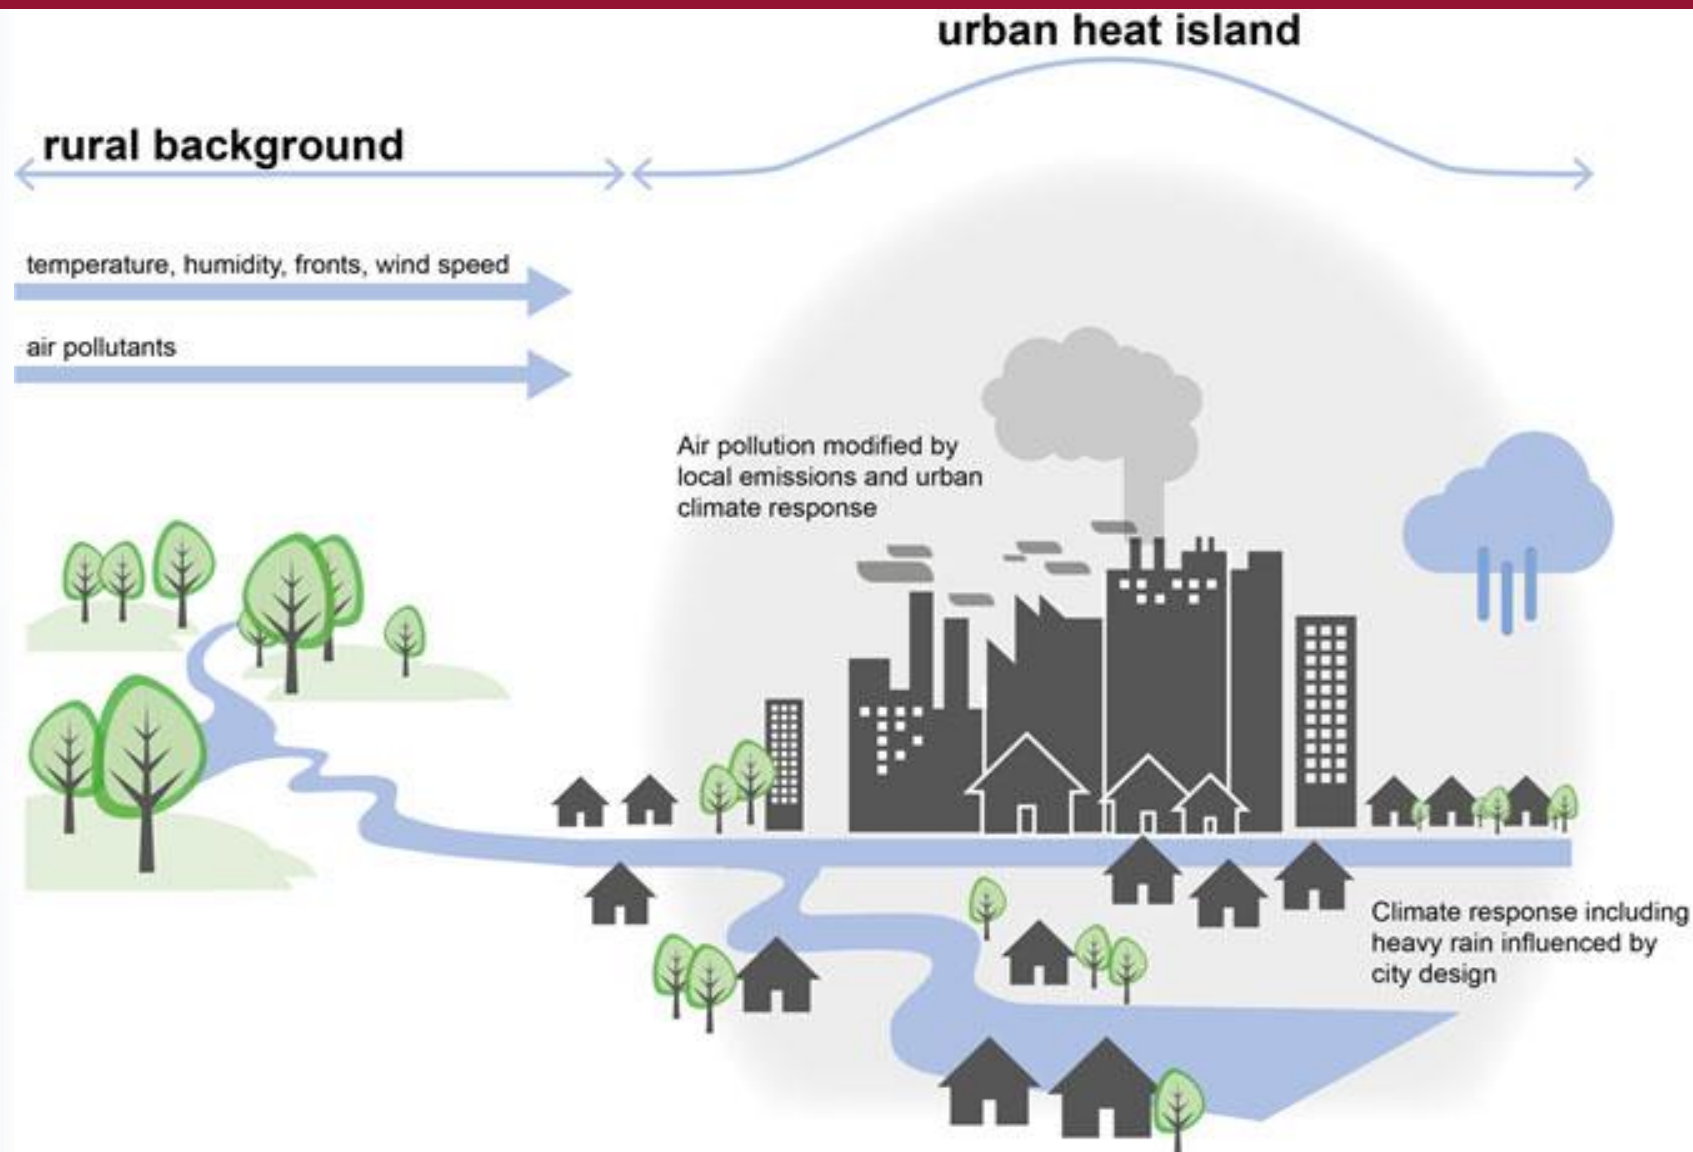 urban heat island
rural background
temperature, humidity, fronts, wind speed
air pollutants
Air pollution modified by
local emissions and urban
climate response
Climate response including
heavy rain influenced by
city design